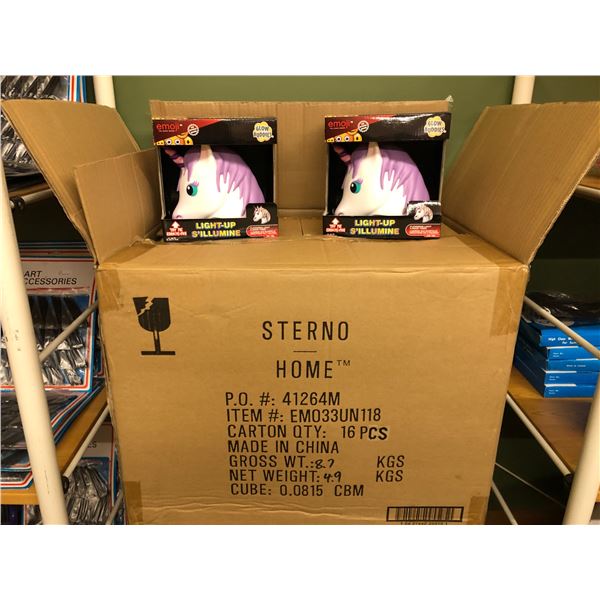 emoji
GLOW BUDDIES
LIGHT-UP
S'ILLUMINE
emoji
GLOW BUDDIES
LIGHT-UP
S'ILLUMINE
ART
ACCESSORIES
STERNO
HOME™
P.O. #: 41264M
ITEM #: EMO33UN118
CARTON QTY: 16 PCS
MADE IN CHINA
GROSS WT.: 8.7 KGS
NET WEIGHT: 4.9 KGS
CUBE: 0.0815 CBM